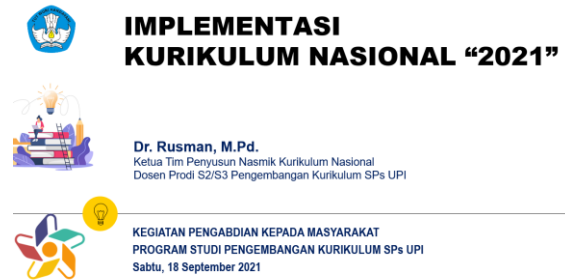 IMPLEMENTASI
KURIKULUM NASIONAL “2021”
Dr. Rusman, M.Pd.
Ketua Tim Penyusun Nasmik Kurikulum Nasional
Dosen Prodi S2/S3 Pengembangan Kurikulum SPs UPI
KEGIATAN PENGABDIAN KEPADA MASYARAKAT
PROGRAM STUDI PENGEMBANGAN KURIKULUM SPs UPI
Sabtu, 18 September 2021